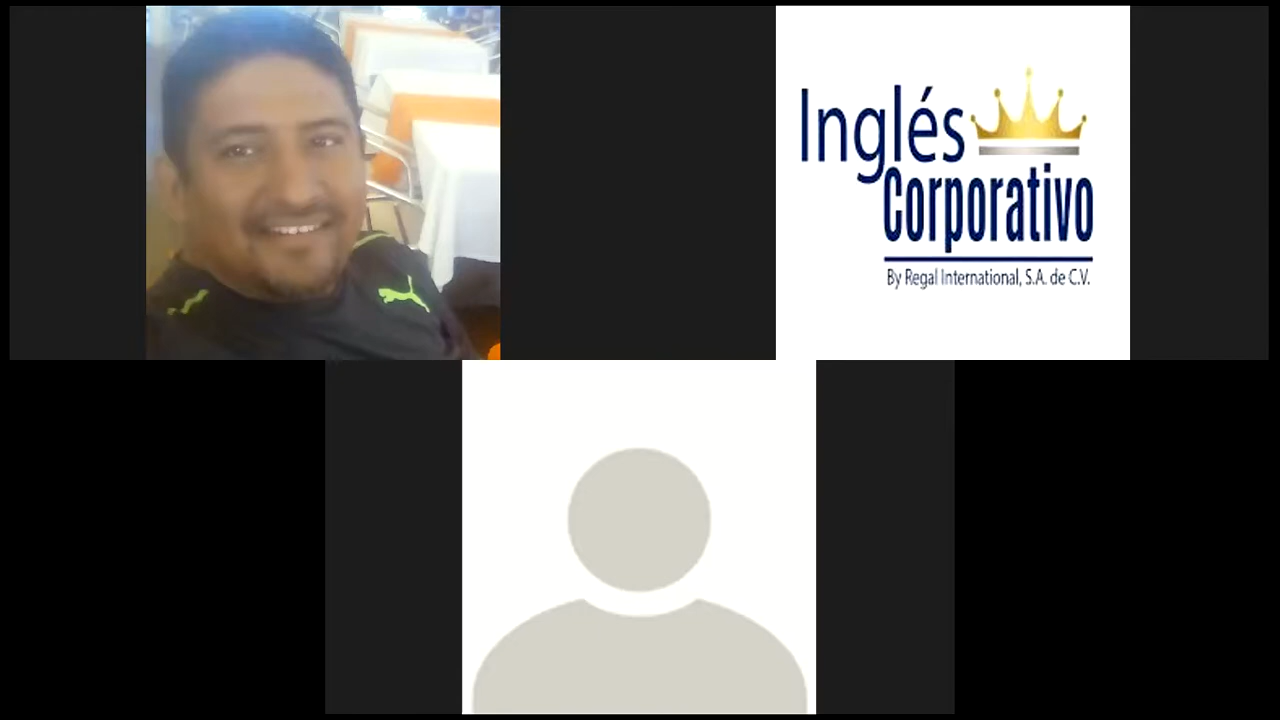 Inglés
Corporativo
By Regal International, S.A. de C.V.